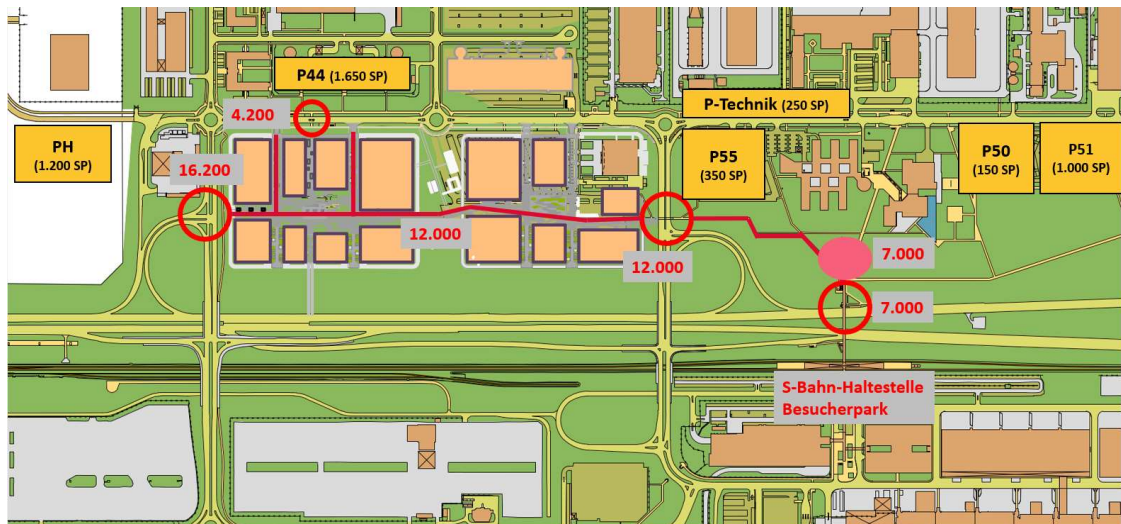 P44 (1.650 SP)
4.200
P-Technik (250 SP)
PH
(1.200 SP)
16.200
P55
(350 SP)
P50
(150 SP)
P51
(1.000 SP)
12.000
12.000
7.000
7.000
S-Bahn-Haltestelle
Besucherpark